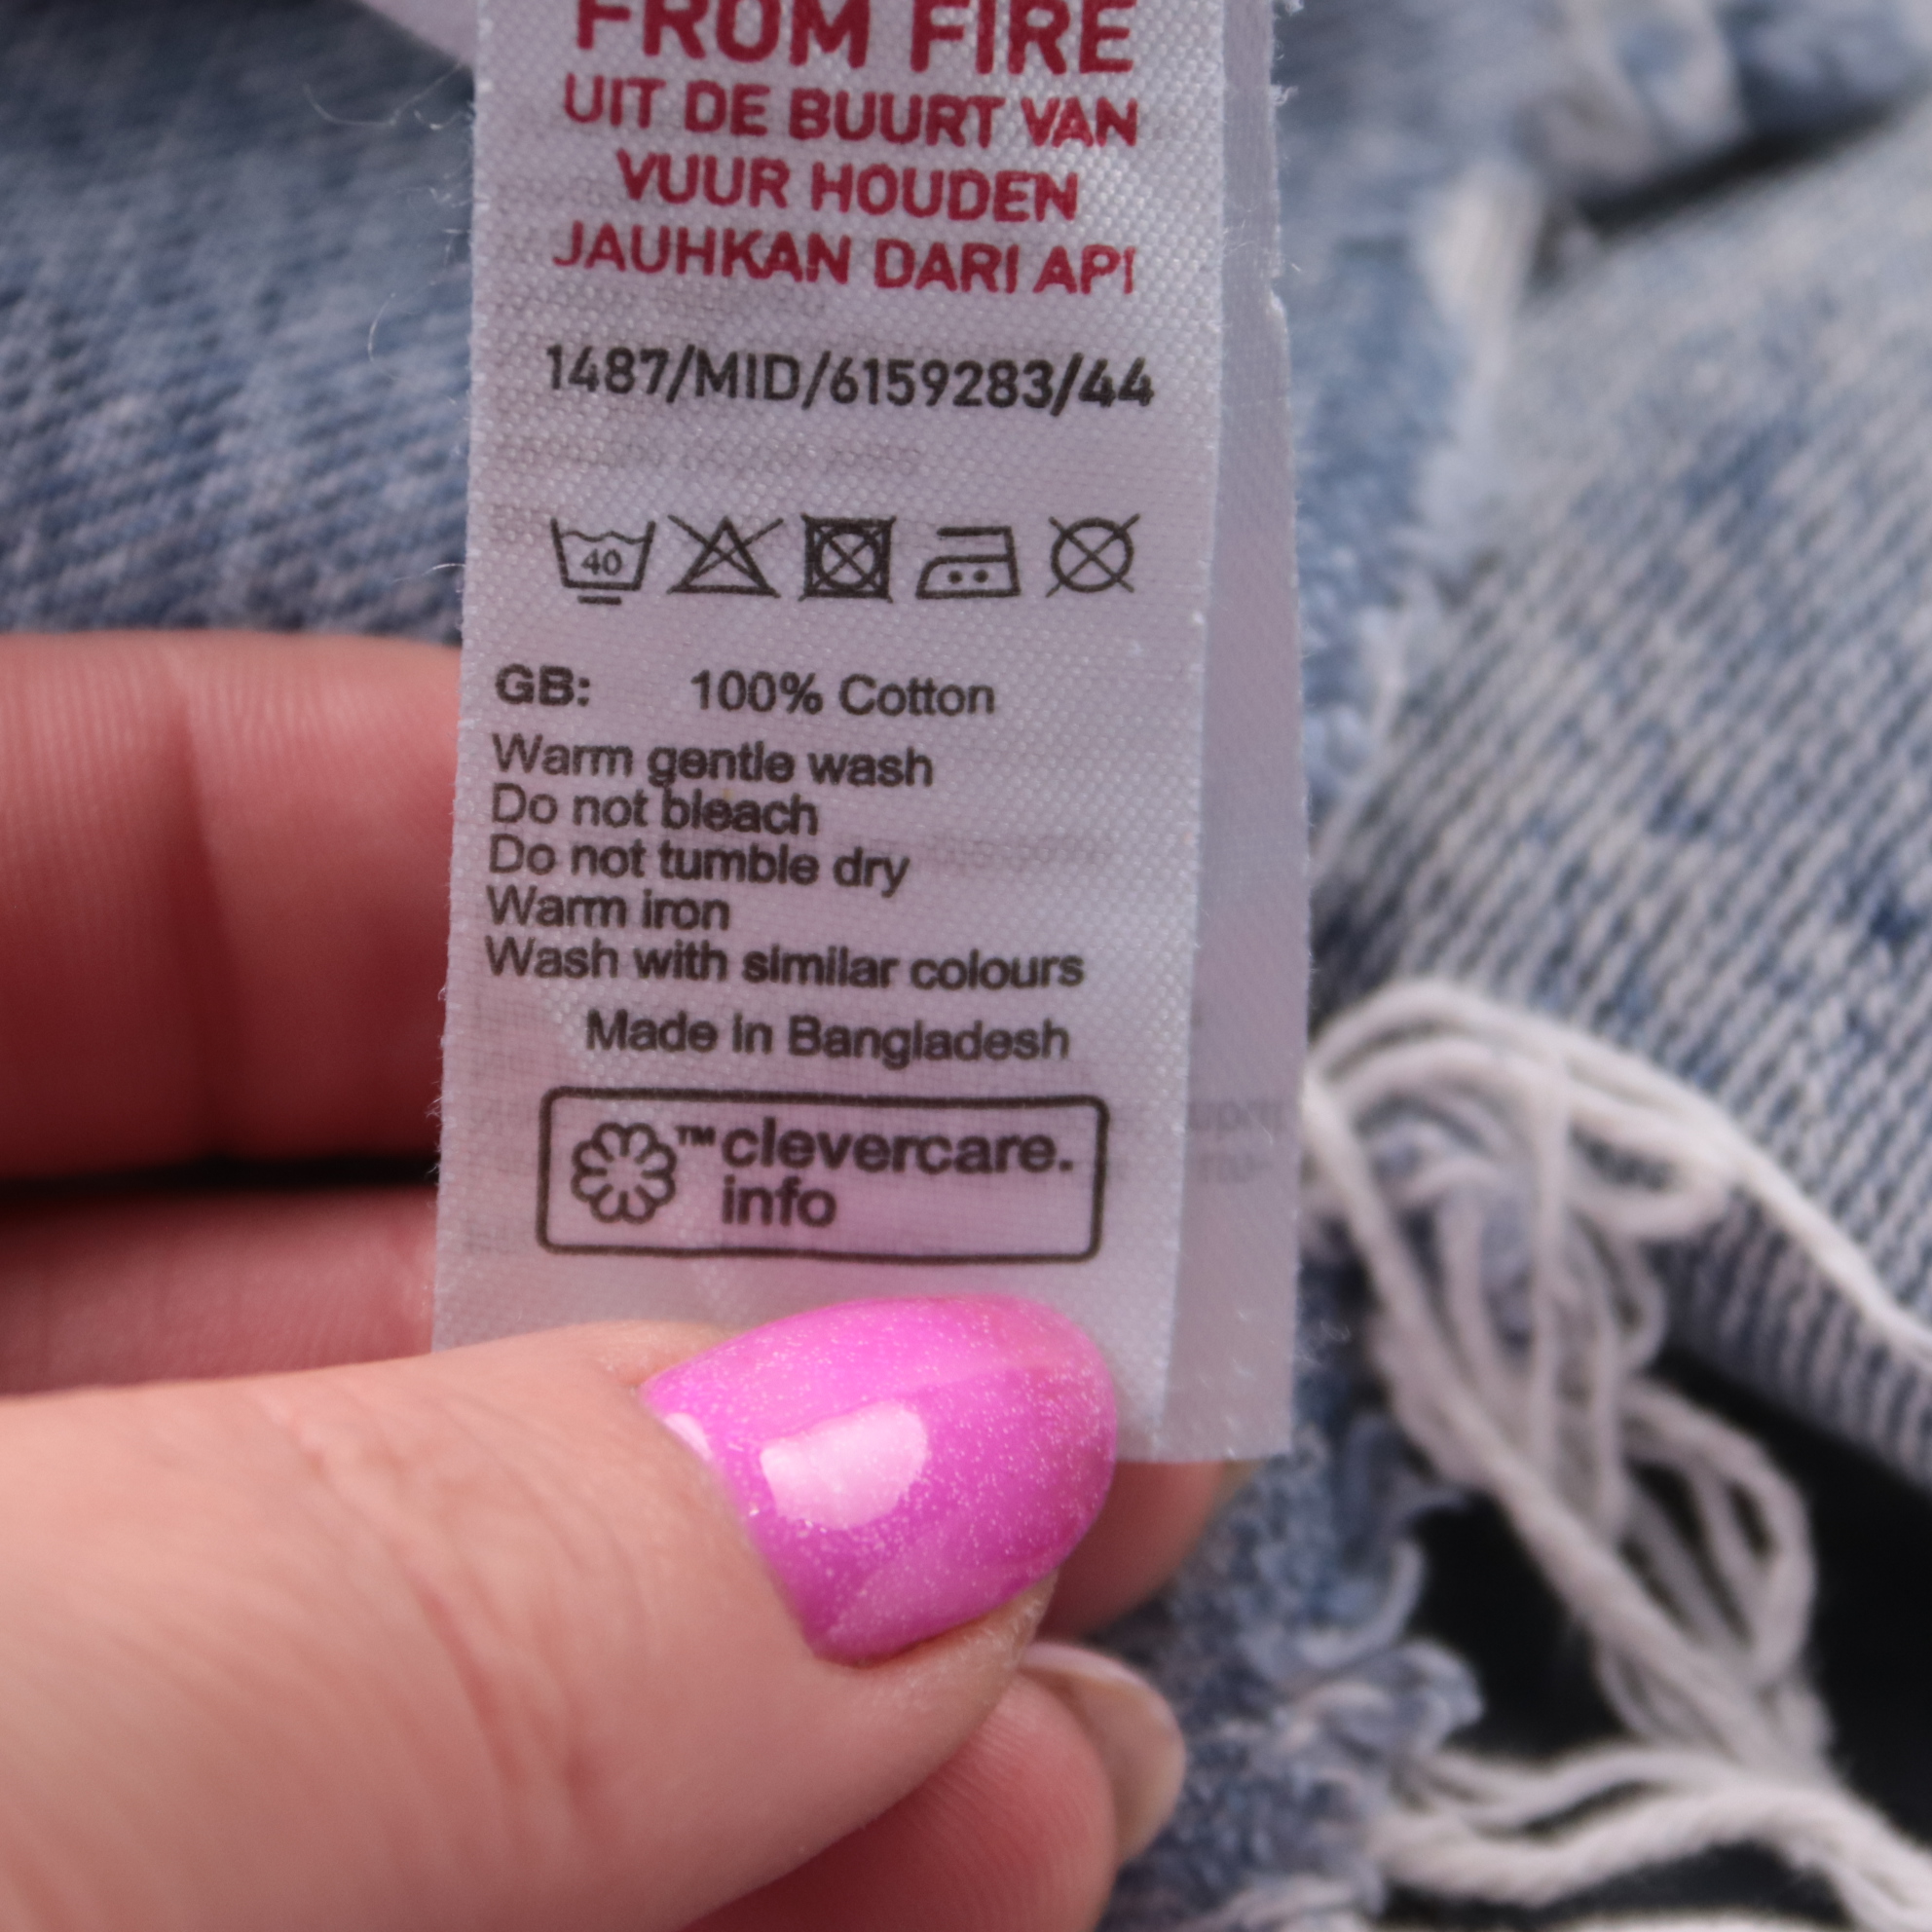 FROM FIRE
UIT DE BUURT VAN
VUUR HOUDEN
JAUHKAN DARI API
1487/MID/6159283/44
40
GB: 100% Cotton
Warm gentle wash
Do not bleach
Do not tumble dry
Warm iron
Wash with similar colours
Made in Bangladesh
™clevercare.
info